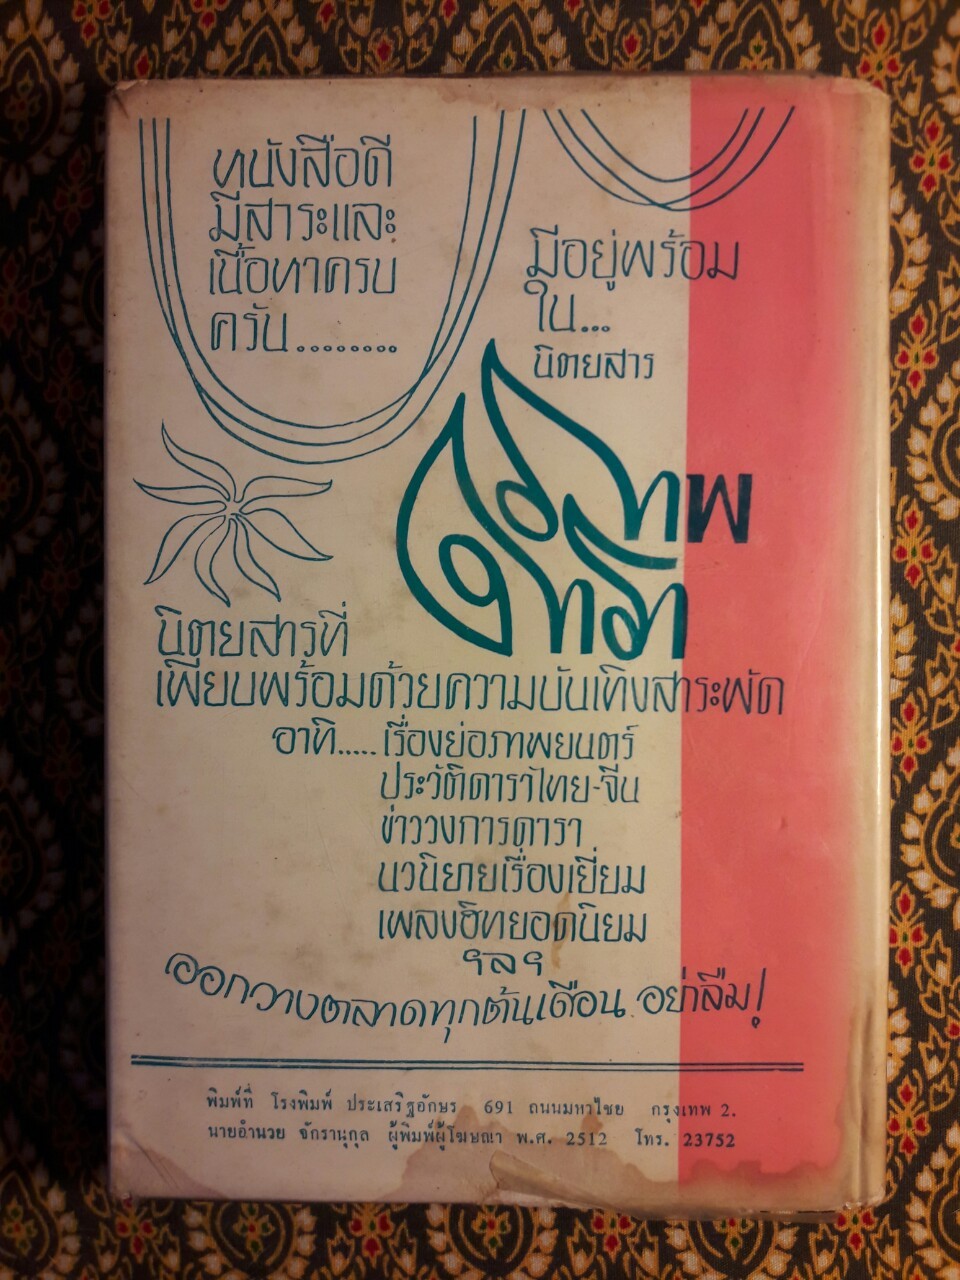 หนังสือดี
มีสาระและ
เนื้อหาครบ
ครัน.........
มีอยู่พร้อม
ใน...
นิตยสาร
นิตยสารที่
เพียบพร้อมด้วยความบันเทิงสาระพัด
อาทิ..... เรื่องย่อภาพยนตร์
ประวัติดาราไทย-จีน
ข่าววงการดารา
นวนิยายเรื่องเยี่ยม
เพลงฮิทยอดนิยม
ฯลฯ
ออกวางตลาดทุกต้นเดือน อย่าลืม!
พิมพ์ที่ โรงพิมพ์ ประเสริฐอักษร 691 ถนนมหาไชย กรุงเทพ 2.
นายอำนวย จักรานุกูล ผู้พิมพ์ผู้โฆษณา พ.ศ. 2512 โทร. 23752